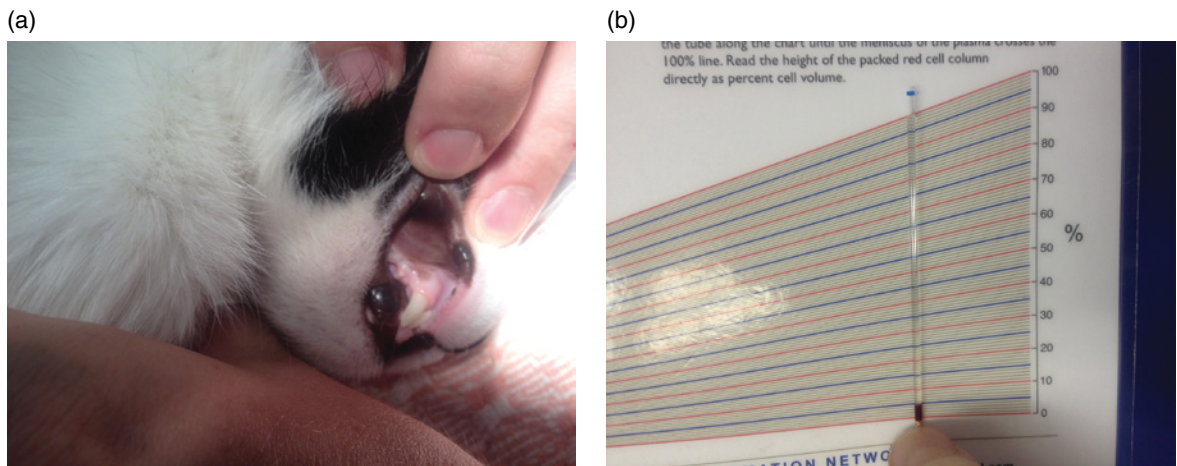 (a)
(b)
the tube along the chart until the meniscus of the plasma crosses the
100% line. Read the height of the packed red cell column
directly as percent cell volume.
100
90
80
70
60
50
40
30
20
10
0
%
ATION NETWO